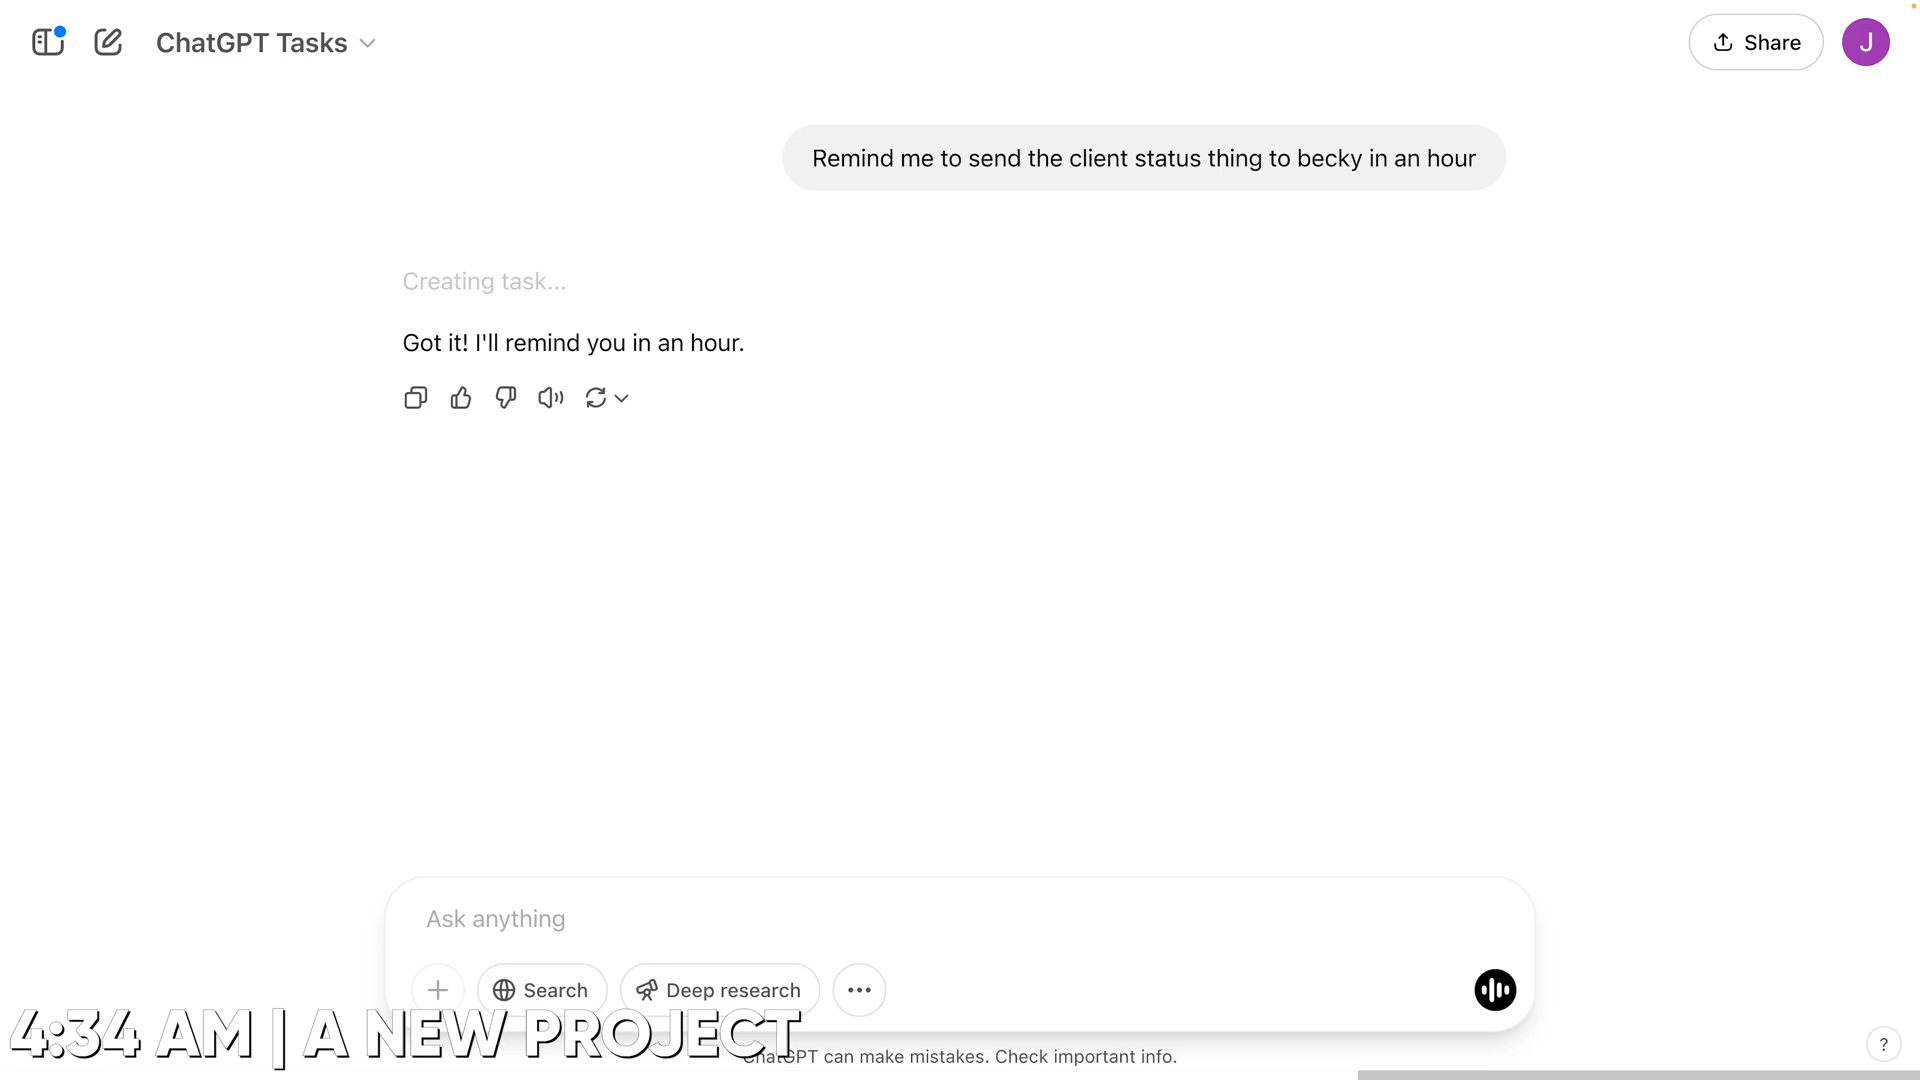 ChatGPT Tasks
Share
J
Remind me to send the client status thing to becky in an hour
Creating task...
Got it! I'll remind you in an hour.
Ask anything
Search
Deep research
4:34 AM | A NEW PROJECT
ChatGPT can make mistakes. Check important info.
?